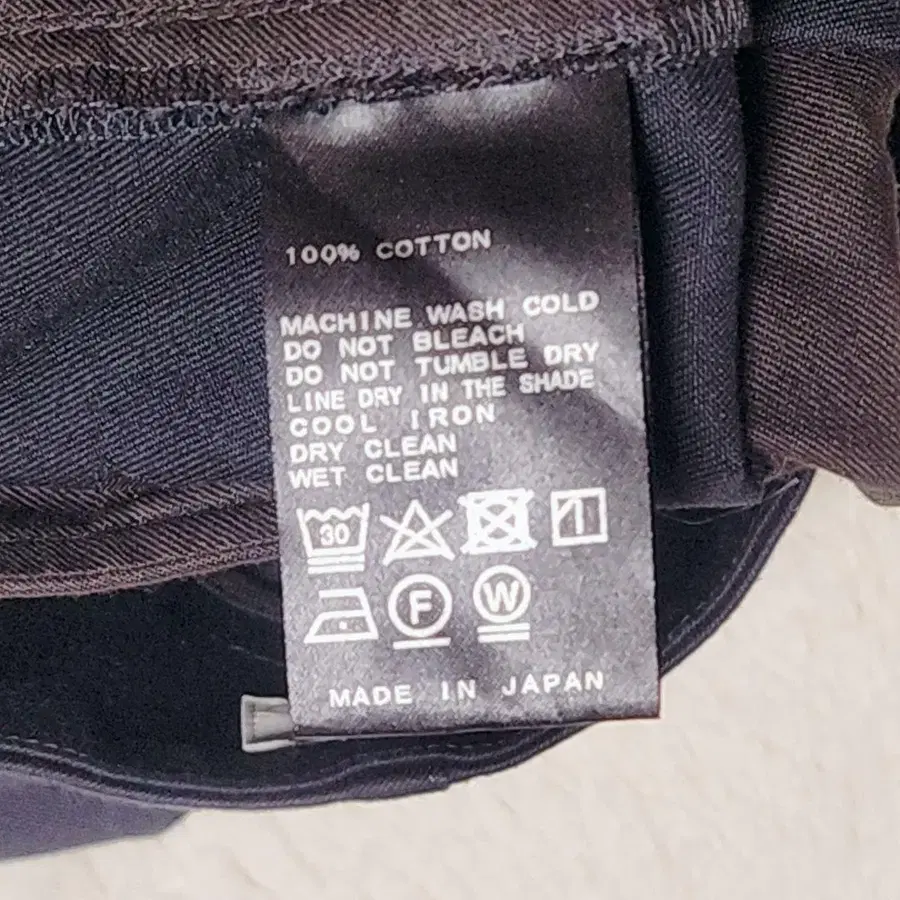 100% COTTON
MACHINE WASH COLD
DO NOT BLEACH
DO NOT TUMBLE DRY
LINE DRY IN THE SHADE
COOL IRON
DRY CLEAN
WET CLEAN
30
F W
MADE IN JAPAN